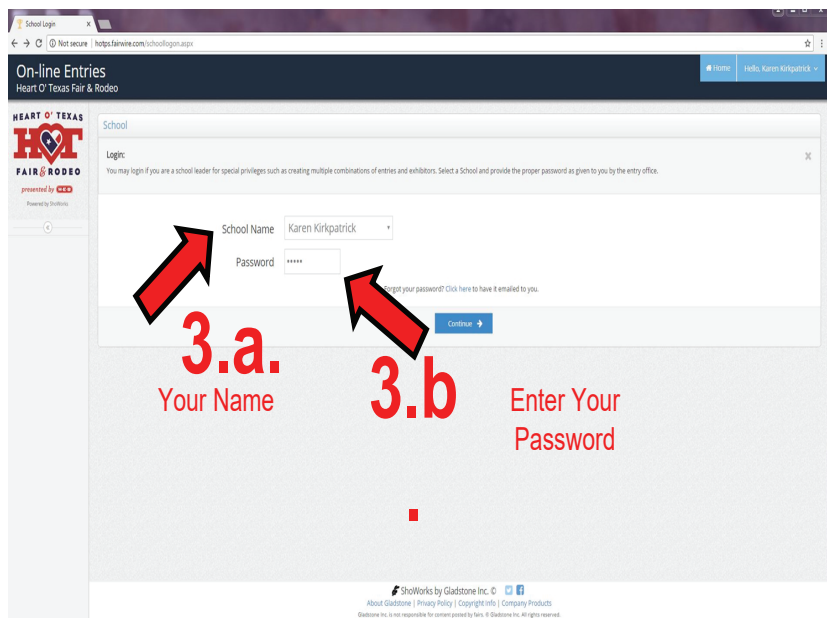 School Login
Not secure | hotps.fairwire.com/schoollogon.aspx
On-line Entries
Heart O' Texas Fair & Rodeo
Home
Hello, Karen Kirkpatrick
HEART O' TEXAS
HOT
FAIR & RODEO
presented by
Powered by ShoWorks
School
Login:
You may login if you are a school leader for special privileges such as creating multiple combinations of entries and exhibitors. Select a School and provide the proper password as given to you by the entry office.
School Name Karen Kirkpatrick
Password •••••
Forgot your password? Click here to have it emailed to you.
Continue
3.a.
Your Name
3.b
.
Enter Your
Password
ShoWorks by Gladstone Inc. ©
About Gladstone | Privacy Policy | Copyright Info | Company Products
Gladstone Inc. is not responsible for content posted by fairs. © Gladstone Inc. All rights reserved.